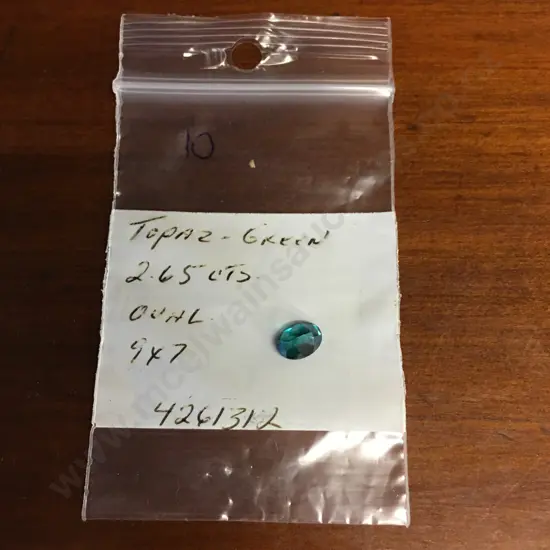 10
TOPAZ - GREEN
2.65 CTS.
OVAL
9x7
4261312